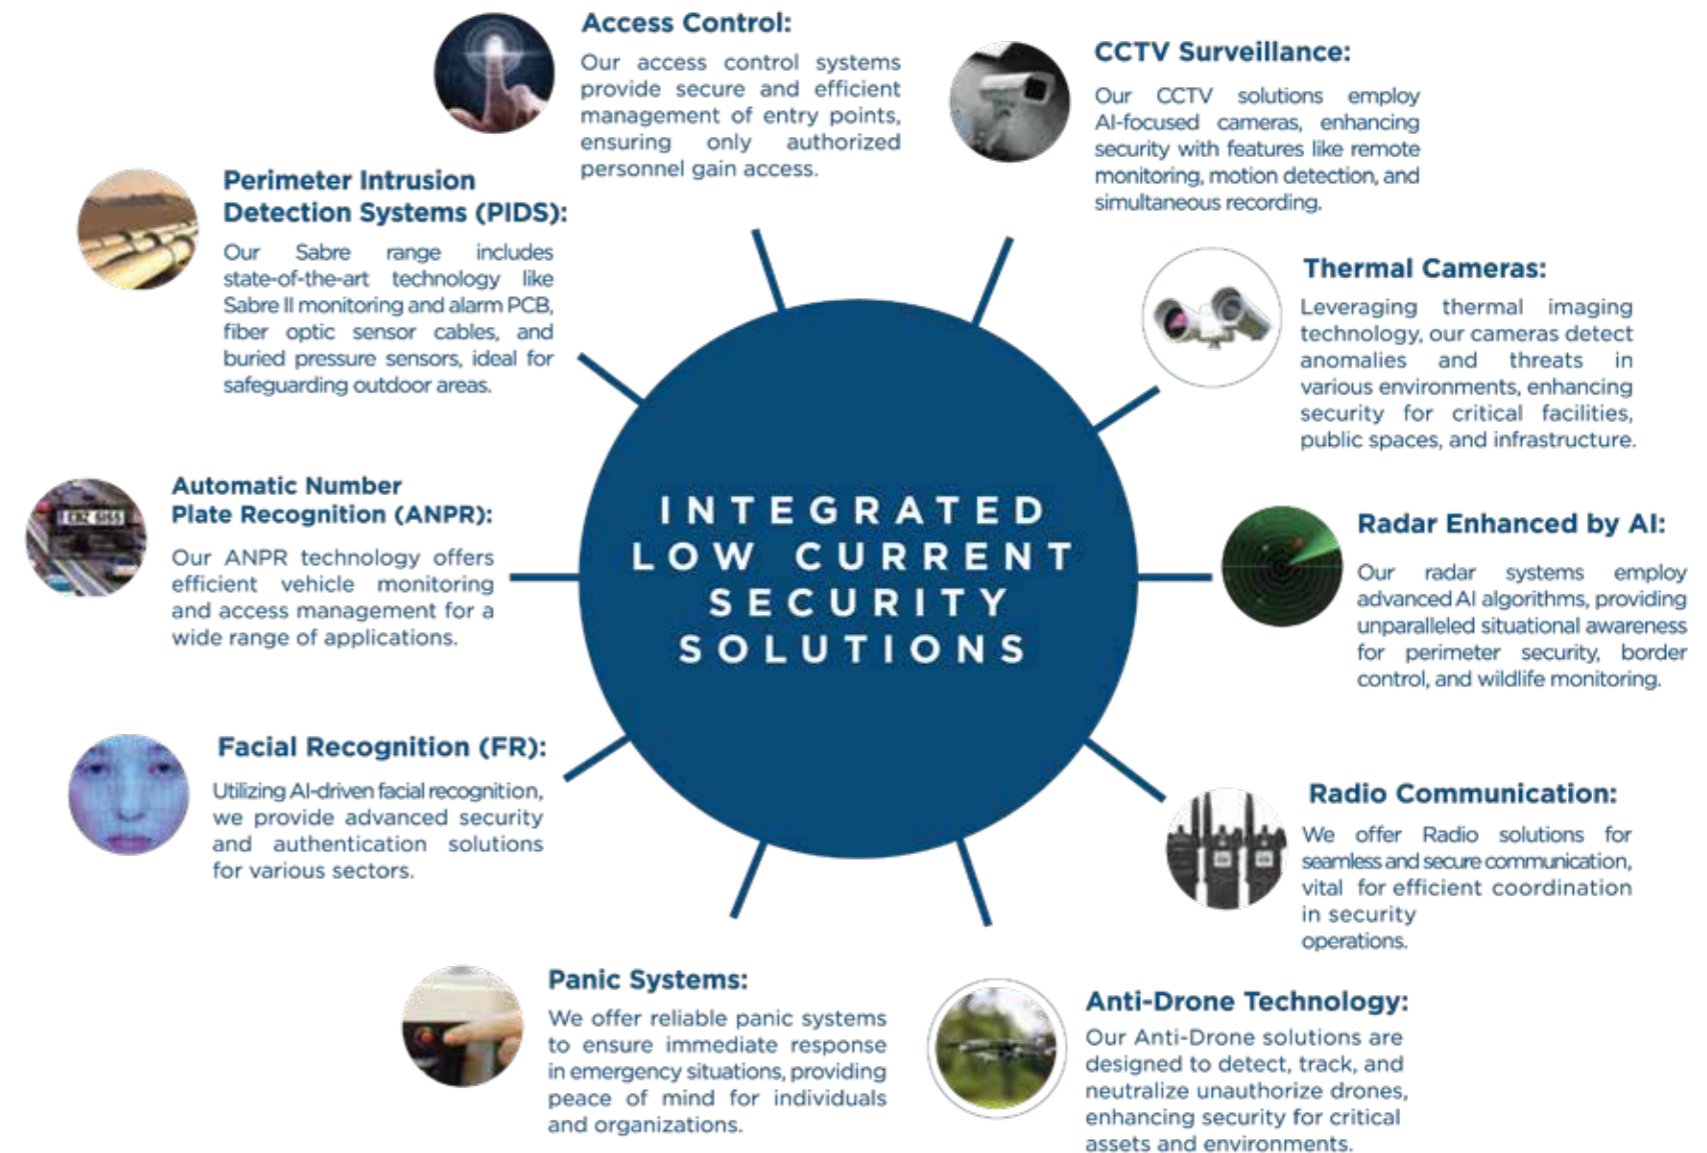 Access Control:
Our access control systems
provide secure and efficient
management of entry points,
ensuring only authorized
personnel gain access.
CCTV Surveillance:
Our CCTV solutions employ
AI-focused cameras, enhancing
security with features like remote
monitoring, motion detection, and
simultaneous recording.
Thermal Cameras:
Leveraging thermal imaging
technology, our cameras detect
anomalies and threats in
various environments, enhancing
security for critical facilities,
public spaces, and infrastructure.
Radar Enhanced by AI:
Our radar systems employ
advanced AI algorithms, providing
unparalleled situational awareness
for perimeter security, border
control, and wildlife monitoring.
Radio Communication:
We offer Radio solutions for
seamless and secure communication,
vital for efficient coordination
in security
operations.
Anti-Drone Technology:
Our Anti-Drone solutions are
designed to detect, track, and
neutralize unauthorize drones,
enhancing security for critical
assets and environments.
Panic Systems:
We offer reliable panic systems
to ensure immediate response
in emergency situations, providing
peace of mind for individuals
and organizations.
Facial Recognition (FR):
Utilizing AI-driven facial recognition,
we provide advanced security
and authentication solutions
for various sectors.
Automatic Number
Plate Recognition (ANPR):
Our ANPR technology offers
efficient vehicle monitoring
and access management for a
wide range of applications.
Perimeter Intrusion
Detection Systems (PIDS):
Our Sabre range includes
state-of-the-art technology like
Sabre II monitoring and alarm PCB,
fiber optic sensor cables, and
buried pressure sensors, ideal for
safeguarding outdoor areas.
INTEGRATED
LOW CURRENT
SECURITY
SOLUTIONS